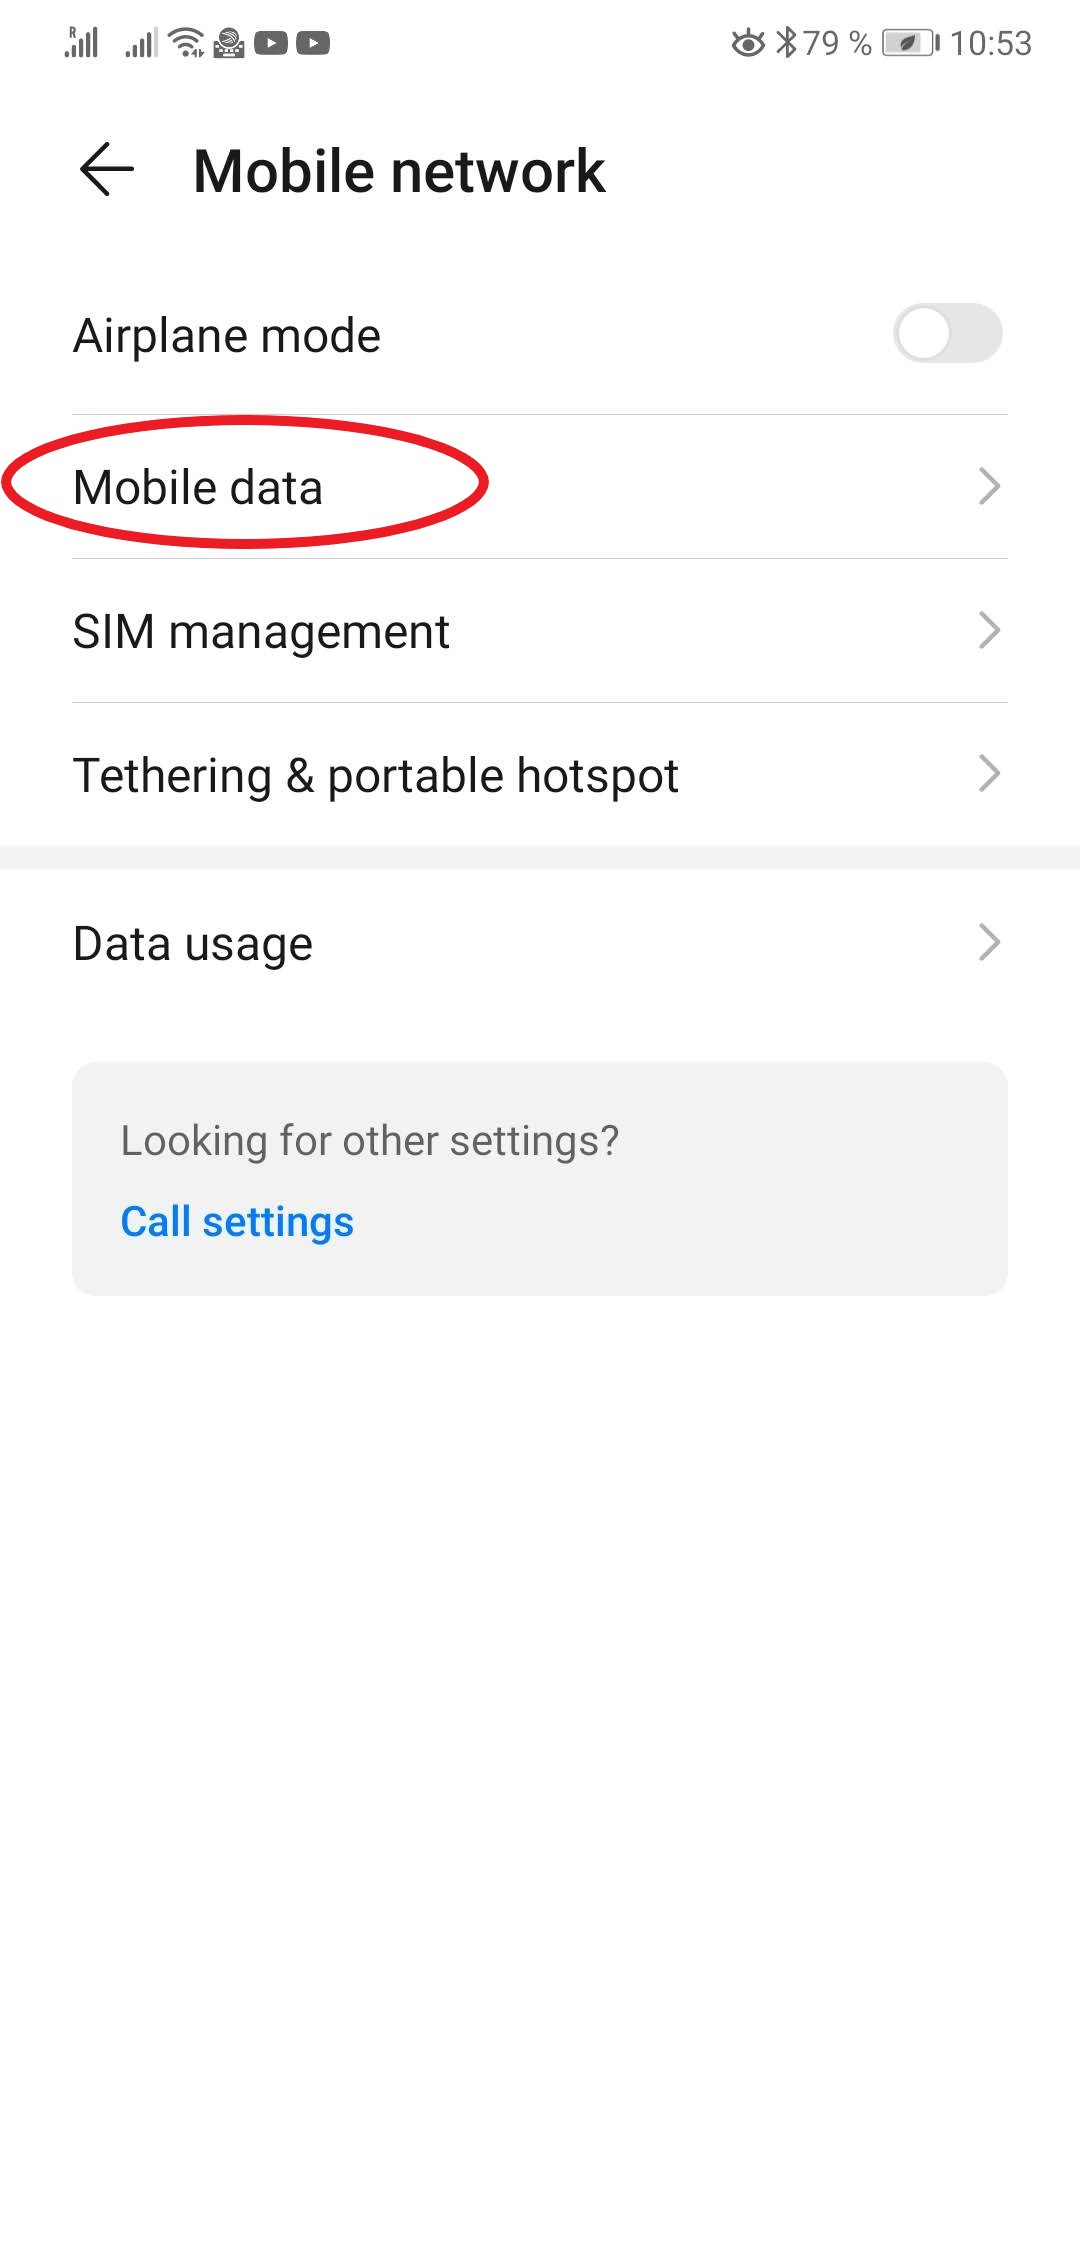 R
79 % 10:53
Mobile network
Airplane mode
Mobile data
SIM management
Tethering & portable hotspot
Data usage
Looking for other settings?
Call settings